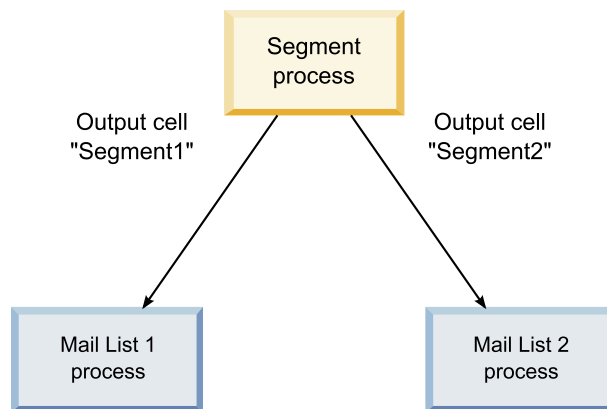 Segment
process
Output cell
"Segment1"
Output cell
"Segment2"
Mail List 1
process
Mail List 2
process